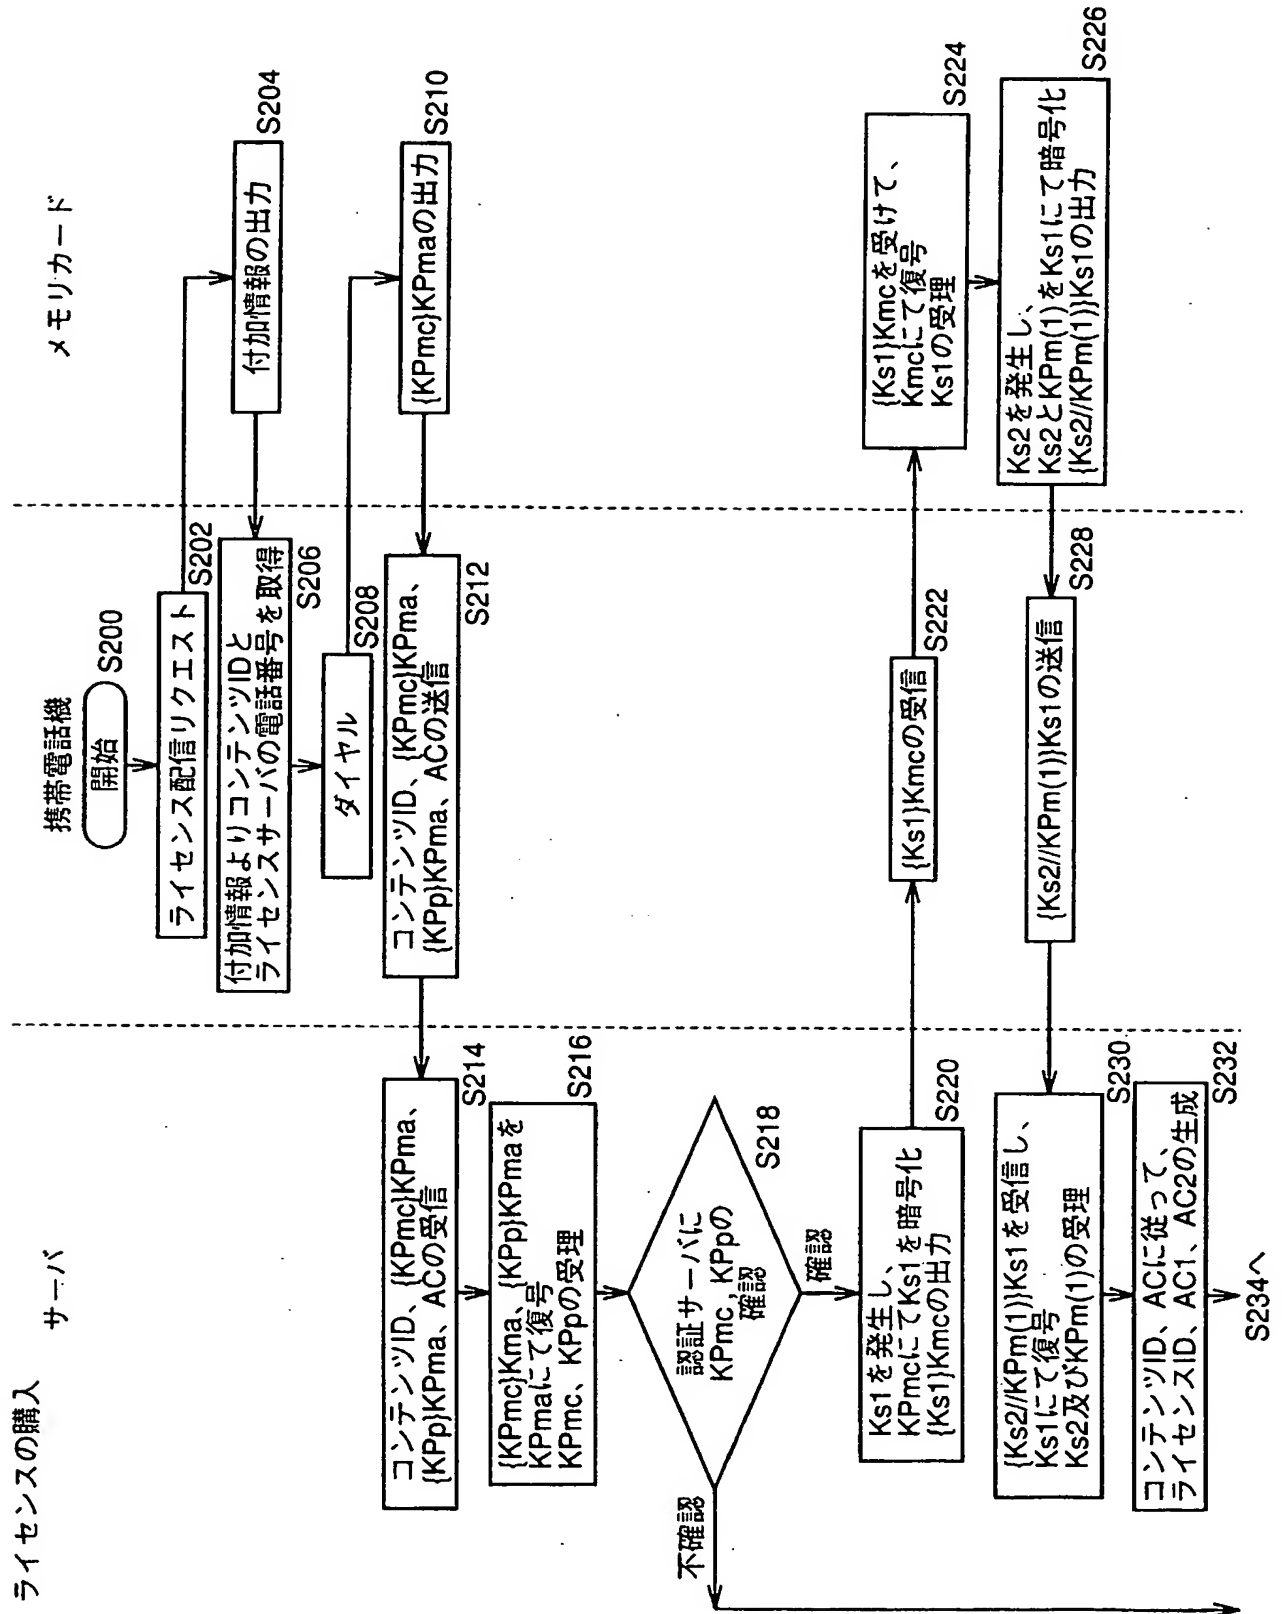 ライセンスの購入
サーバ
携帯電話機
メモリカード
開始
S200
ライセンス配信リクエスト
S202
付加情報の出力
S204
付加情報よりコンテンツIDと
ライセンスサーバの電話番号を取得
S206
ダイヤル
S208
{KPmc}KPmaの出力
S210
コンテンツID、{KPmc}KPma、
{KPp}KPma、ACの送信
S212
コンテンツID、{KPmc}KPma、
{KPp}KPma、ACの受信
S214
{KPmc}Kma、{KPp}KPmaを
KPmaにて復号
KPmc、KPpの受理
S216
認証サーバに
KPmc,KPpの
確認
S218
不確認
確認
Ks1を発生し、
KPmcにてKs1を暗号化
{Ks1}Kmcの出力
S220
{Ks1}Kmcの受信
S222
{Ks1}Kmcを受けて、
Kmcにて復号
Ks1の受理
S224
Ks2を発生し、
Ks2とKPm(1)をKs1にて暗号化
{Ks2//KPm(1)}Ks1の出力
S226
{Ks2//KPm(1)}Ks1の送信
S228
{Ks2//KPm(1)}Ks1を受信し、
Ks1にて復号
Ks2及びKPm(1)の受理
S230
コンテンツID、ACに従って、
ライセンスID、AC1、AC2の生成
S232
S234へ